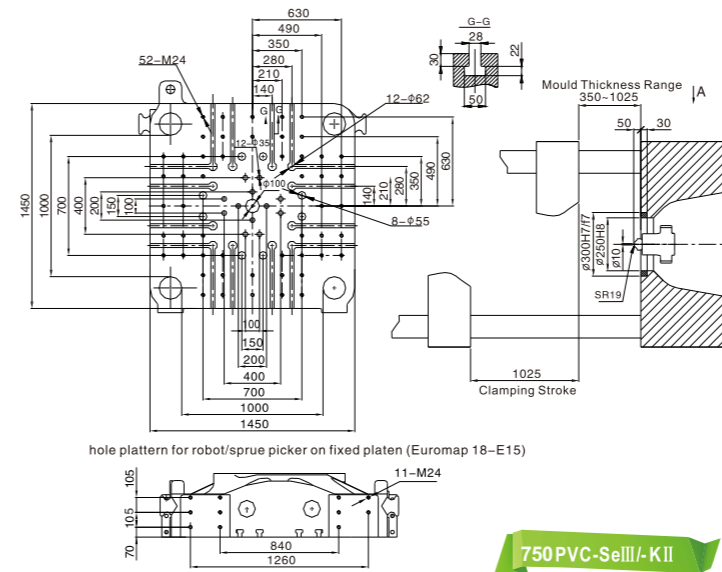 630
490
350
280
210
140
52-M24
G G
12-Φ35
Φ100
12-Φ62
8-Φ55
1450
1000
700
400
200
150
100
140
210
280
350
490
630
100
150
200
400
700
1000
1450
G-G
28
30
22
50
Mould Thickness Range
350~1025
A
50
30
Ø300H7/f7
Ø250H8
Ø10
SR19
1025
Clamping Stroke
hole plattern for robot/sprue picker on fixed platen (Euromap 18-E15)
105
105
70
11-M24
840
1260
750PVC-SeIII/-KII